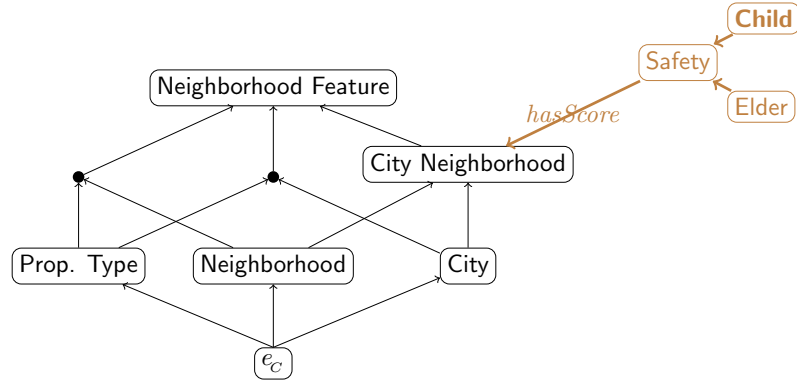 Child
Safety
Neighborhood Feature
Elder
hasScore
City Neighborhood
Prop. Type
Neighborhood
City
e_C